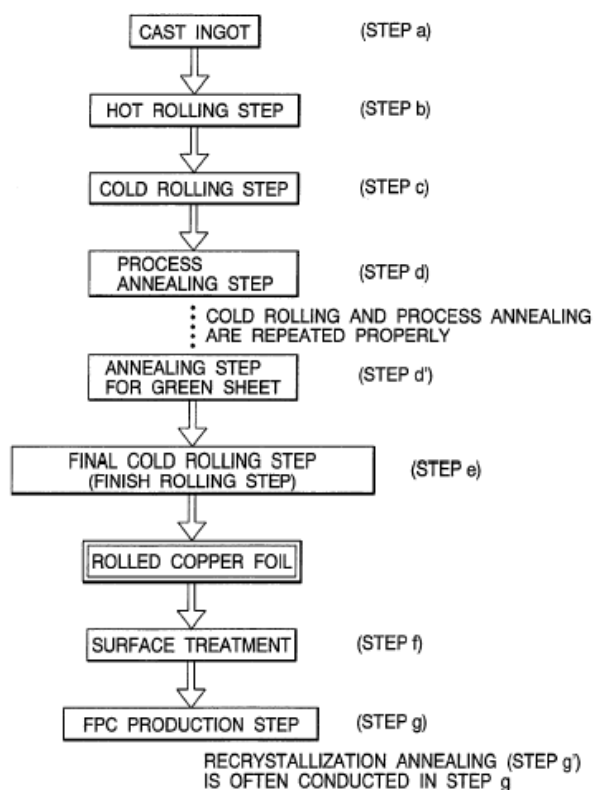 CAST INGOT (STEP a)
HOT ROLLING STEP (STEP b)
COLD ROLLING STEP (STEP c)
PROCESS
ANNEALING STEP (STEP d)
COLD ROLLING AND PROCESS ANNEALING
ARE REPEATED PROPERLY
ANNEALING STEP
FOR GREEN SHEET (STEP d')
FINAL COLD ROLLING STEP
(FINISH ROLLING STEP) (STEP e)
ROLLED COPPER FOIL
SURFACE TREATMENT (STEP f)
FPC PRODUCTION STEP (STEP g)
RECRYSTALLIZATION ANNEALING (STEP g')
IS OFTEN CONDUCTED IN STEP g